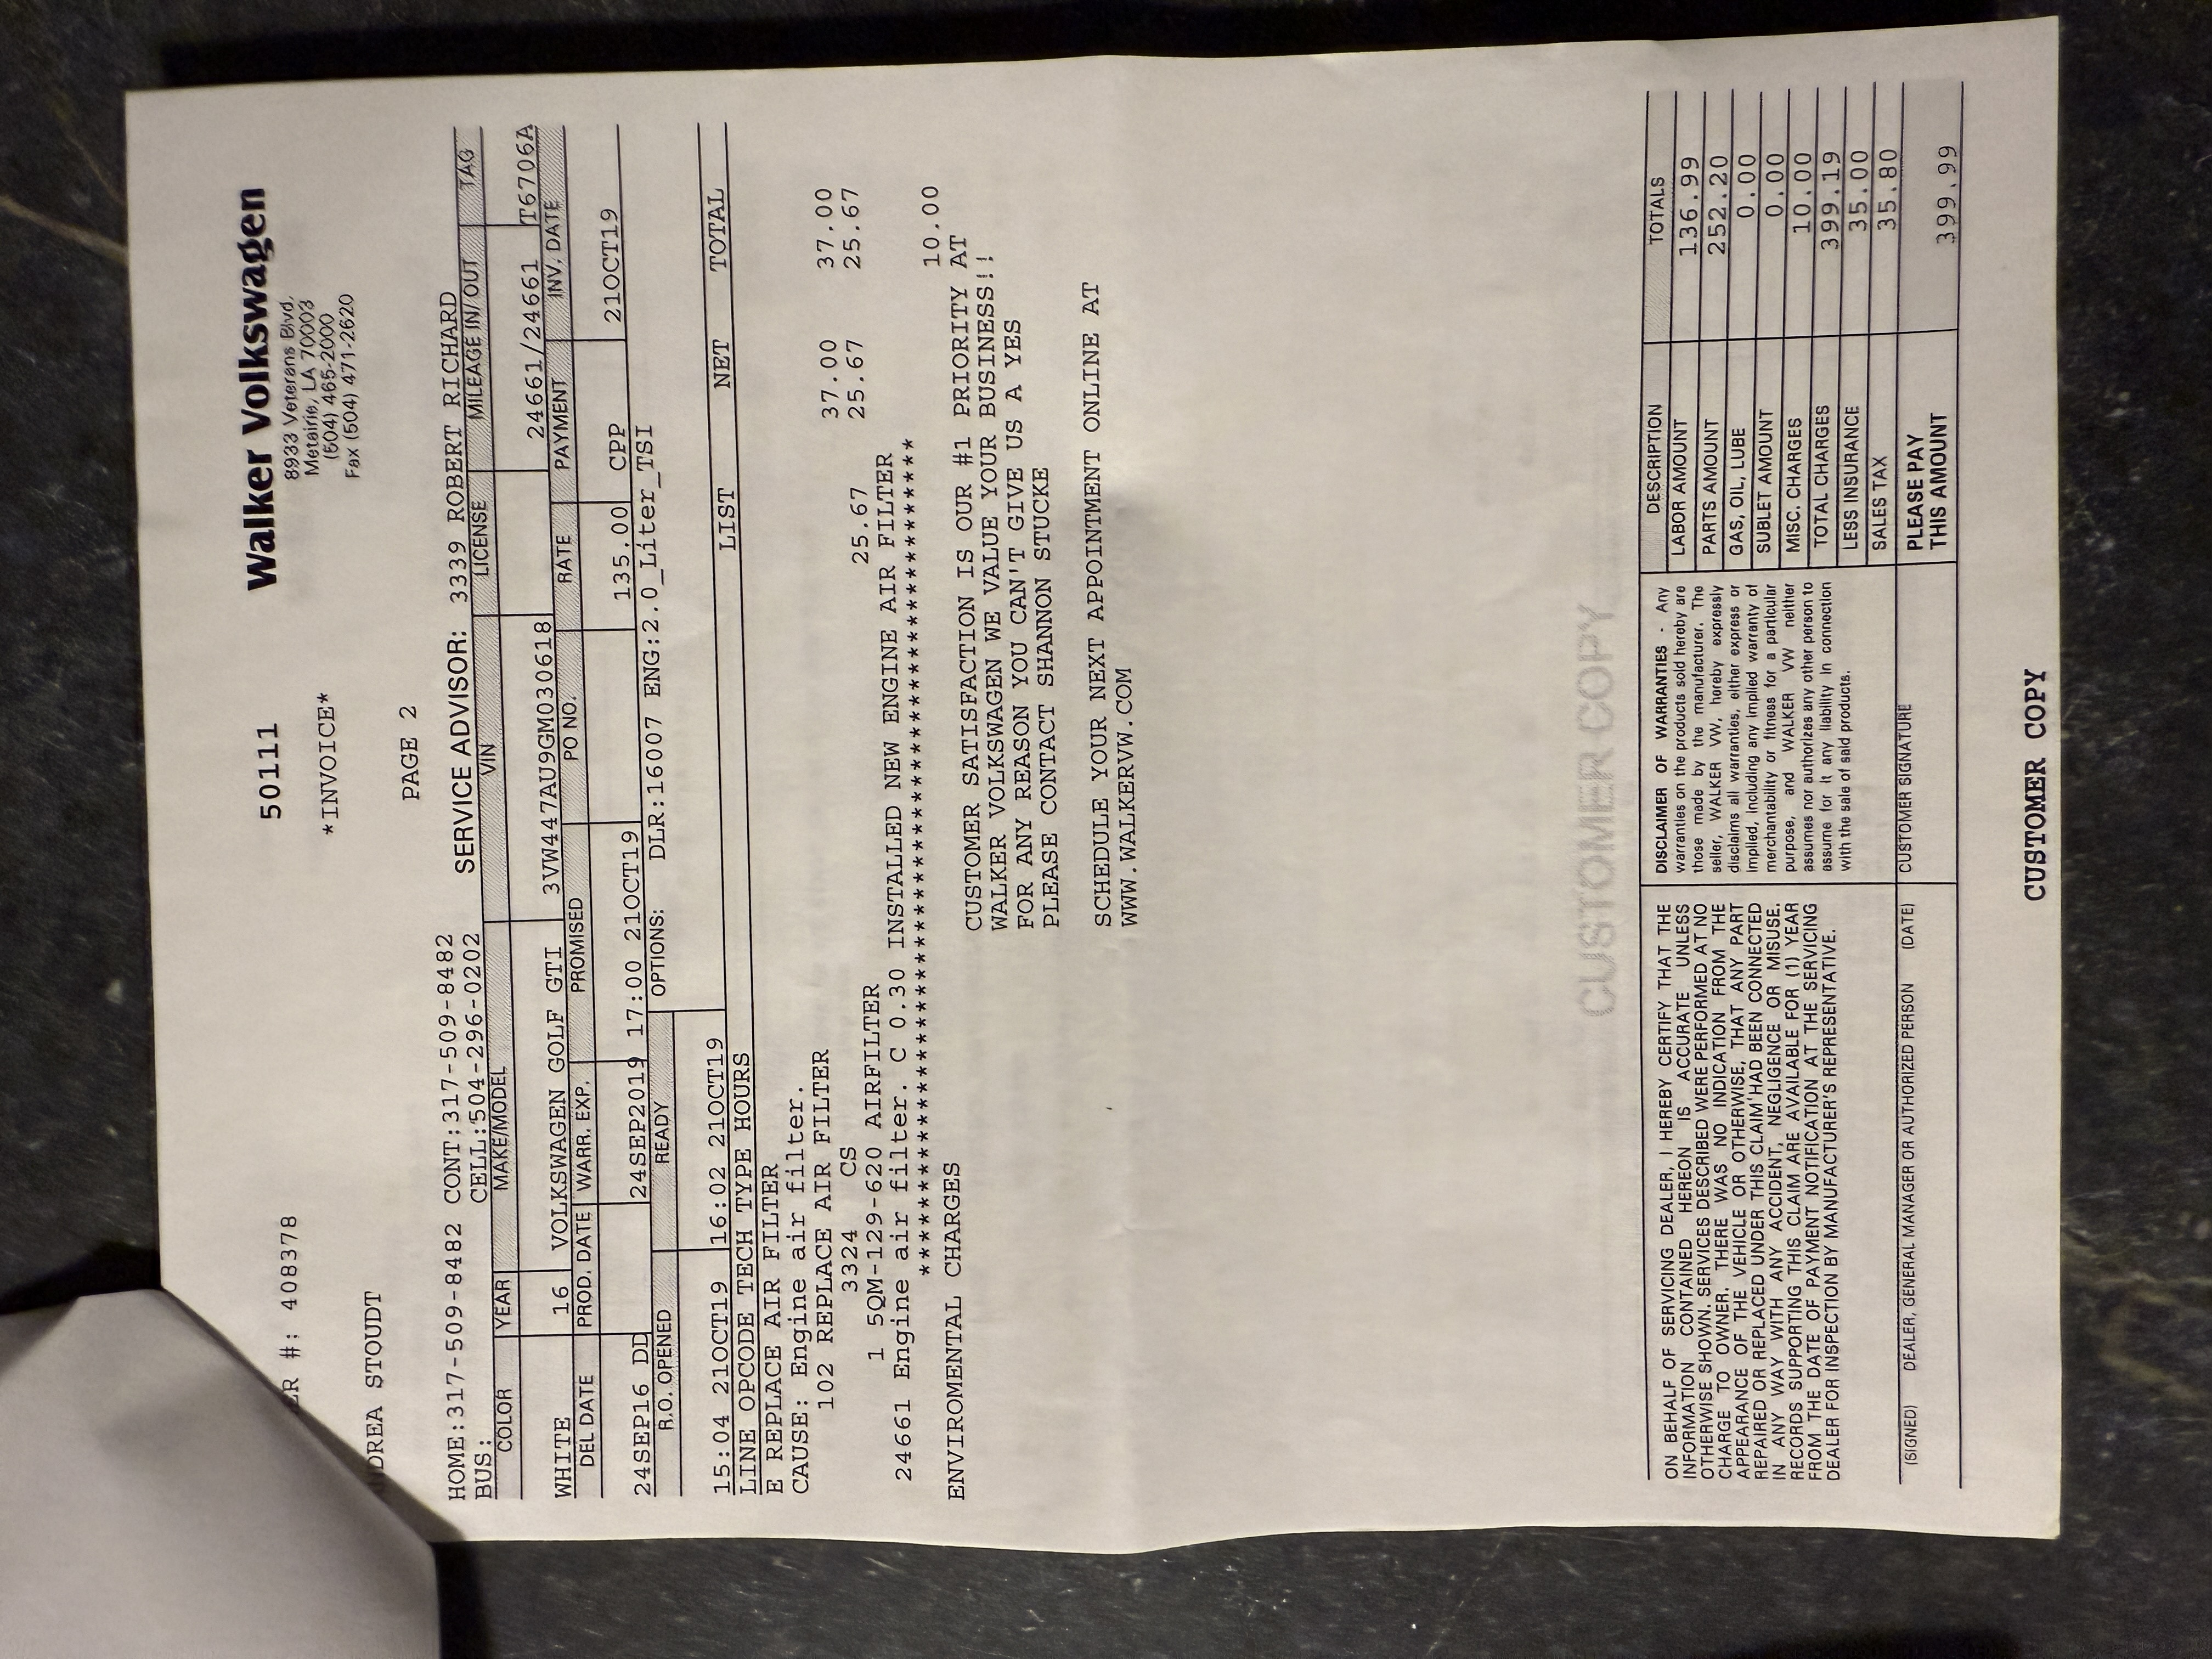 ER #: 408378
50111
*INVOICE*
Walker Volkswagen
8933 Veterans Blvd.
Metairie, LA 70003
(504) 465-2000
Fax (504) 471-2620
ANDREA STOUDT
PAGE 2
HOME:317-509-8482 CONT:317-509-8482
BUS: CELL:504-296-0202
SERVICE ADVISOR: 3339 ROBERT RICHARD
COLOR YEAR MAKE/MODEL VIN LICENSE MILEAGE IN/ OUT TAG
WHITE 16 VOLKSWAGEN GOLF GTI 3VW447AU9GM030618 24661/24661 T6706A
DEL DATE PROD. DATE WARR. EXP. PROMISED PO NO. RATE PAYMENT INV. DATE
24SEP16 DD 24SEP2019 17:00 21OCT19 135.00 CPP 21OCT19
R.O. OPENED READY OPTIONS: DLR:16007 ENG:2.0_Liter_TSI
15:04 21OCT19 16:02 21OCT19
LINE OPCODE TECH TYPE HOURS LIST NET TOTAL
E REPLACE AIR FILTER
CAUSE: Engine air filter.
102 REPLACE AIR FILTER
3324 CS 37.00 37.00
1 5QM-129-620 AIRFILTER 25.67 25.67 25.67
24661 Engine air filter. C 0.30 INSTALLED NEW ENGINE AIR FILTER
****************************************************
ENVIROMENTAL CHARGES 10.00
CUSTOMER SATISFACTION IS OUR #1 PRIORITY AT
WALKER VOLKSWAGEN WE VALUE YOUR BUSINESS!!
FOR ANY REASON YOU CAN'T GIVE US A YES
PLEASE CONTACT SHANNON STUCKE
SCHEDULE YOUR NEXT APPOINTMENT ONLINE AT
WWW.WALKERVW.COM
CUSTOMER COPY
ON BEHALF OF SERVICING DEALER, I HEREBY CERTIFY THAT THE
INFORMATION CONTAINED HEREON IS ACCURATE UNLESS
OTHERWISE SHOWN. SERVICES DESCRIBED WERE PERFORMED AT NO
CHARGE TO OWNER. THERE WAS NO INDICATION FROM THE
APPEARANCE OF THE VEHICLE OR OTHERWISE, THAT ANY PART
REPAIRED OR REPLACED UNDER THIS CLAIM HAD BEEN CONNECTED
IN ANY WAY WITH ANY ACCIDENT, NEGLIGENCE OR MISUSE.
RECORDS SUPPORTING THIS CLAIM ARE AVAILABLE FOR (1) YEAR
FROM THE DATE OF PAYMENT NOTIFICATION AT THE SERVICING
DEALER FOR INSPECTION BY MANUFACTURER'S REPRESENTATIVE.
(SIGNED) DEALER, GENERAL MANAGER OR AUTHORIZED PERSON (DATE)
DISCLAIMER OF WARRANTIES - Any
warranties on the products sold hereby are
those made by the manufacturer. The
seller, WALKER VW, hereby expressly
disclaims all warranties, either express or
implied, including any implied warranty of
merchantability or fitness for a particular
purpose, and WALKER VW neither
assumes nor authorizes any other person to
assume for it any liability in connection
with the sale of said products.
CUSTOMER SIGNATURE
DESCRIPTION TOTALS
LABOR AMOUNT 136.99
PARTS AMOUNT 252.20
GAS, OIL, LUBE 0.00
SUBLET AMOUNT 0.00
MISC. CHARGES 10.00
TOTAL CHARGES 399.19
LESS INSURANCE 35.00
SALES TAX 35.80
PLEASE PAY
THIS AMOUNT 399.99
CUSTOMER COPY